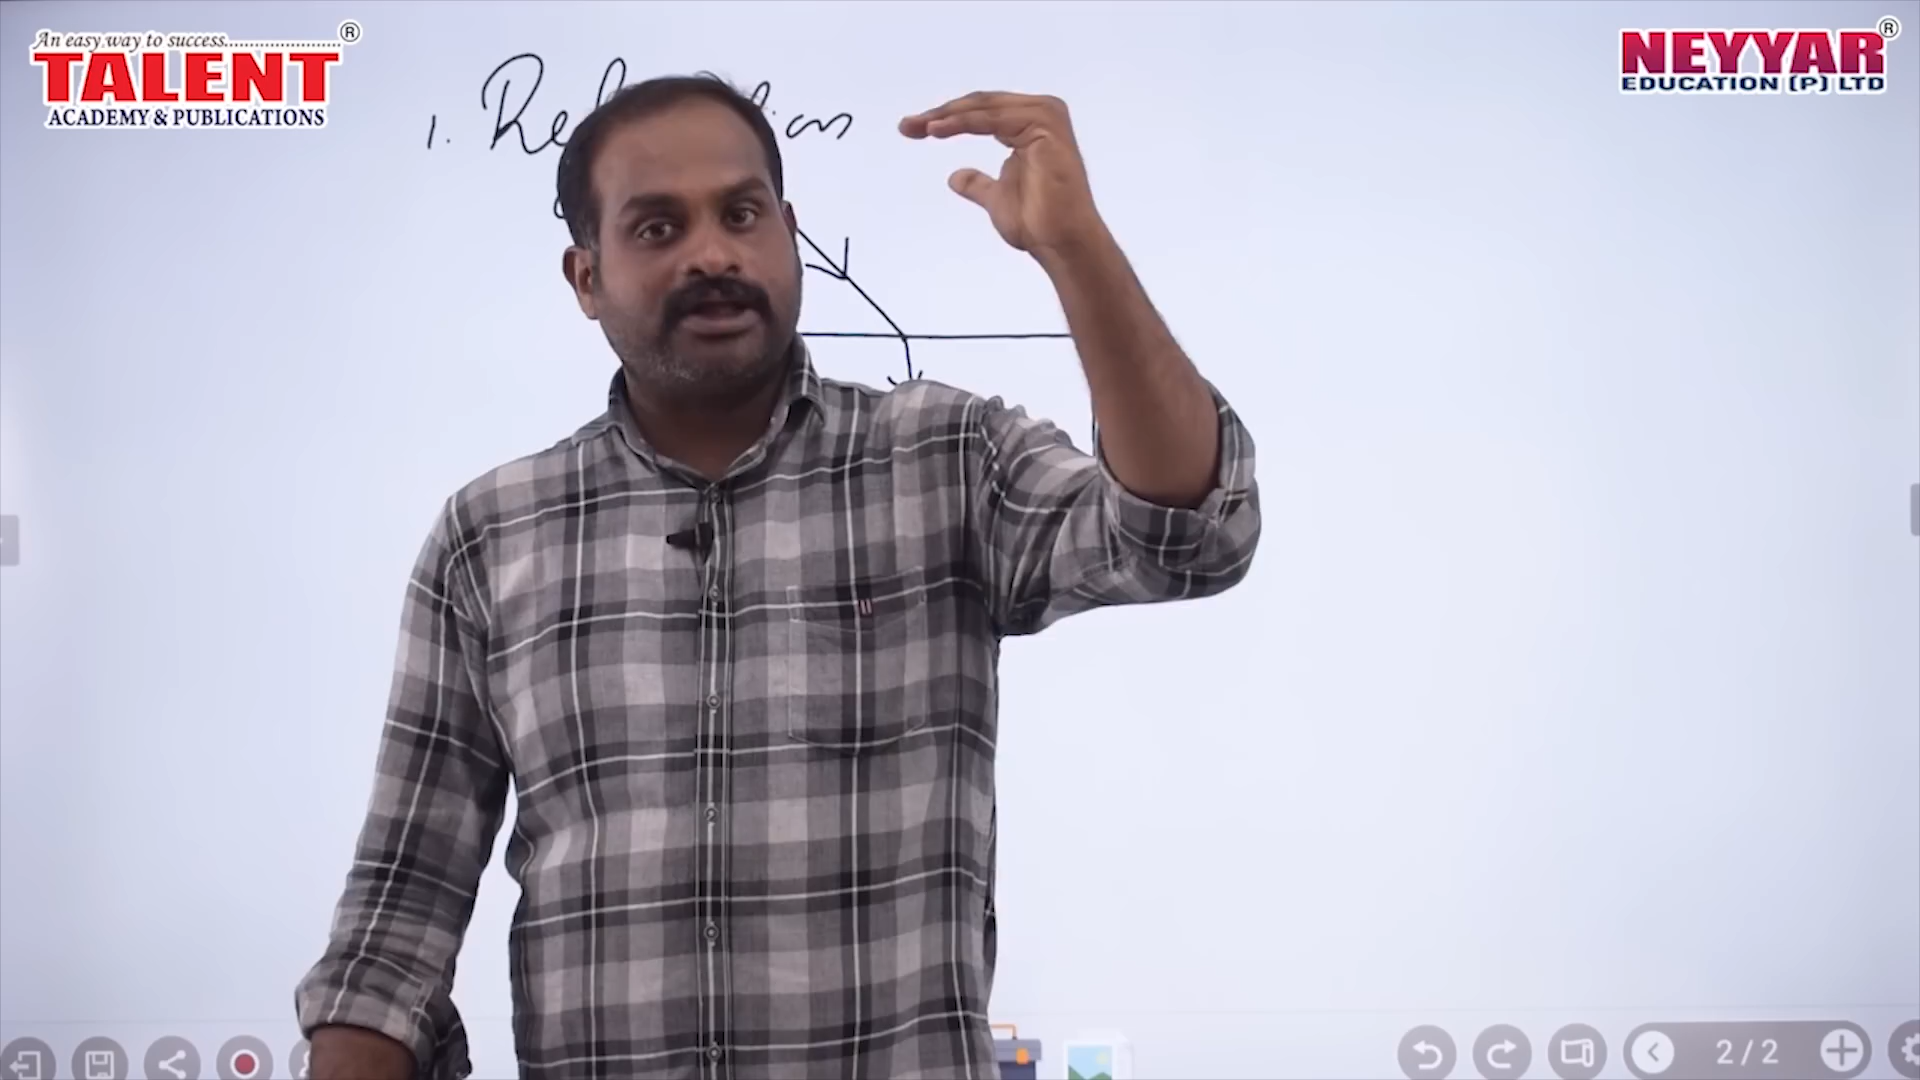 An easy way to success........................ ®
TALENT
ACADEMY & PUBLICATIONS
NEYYAR ®
EDUCATION (P) LTD
1.
2/2